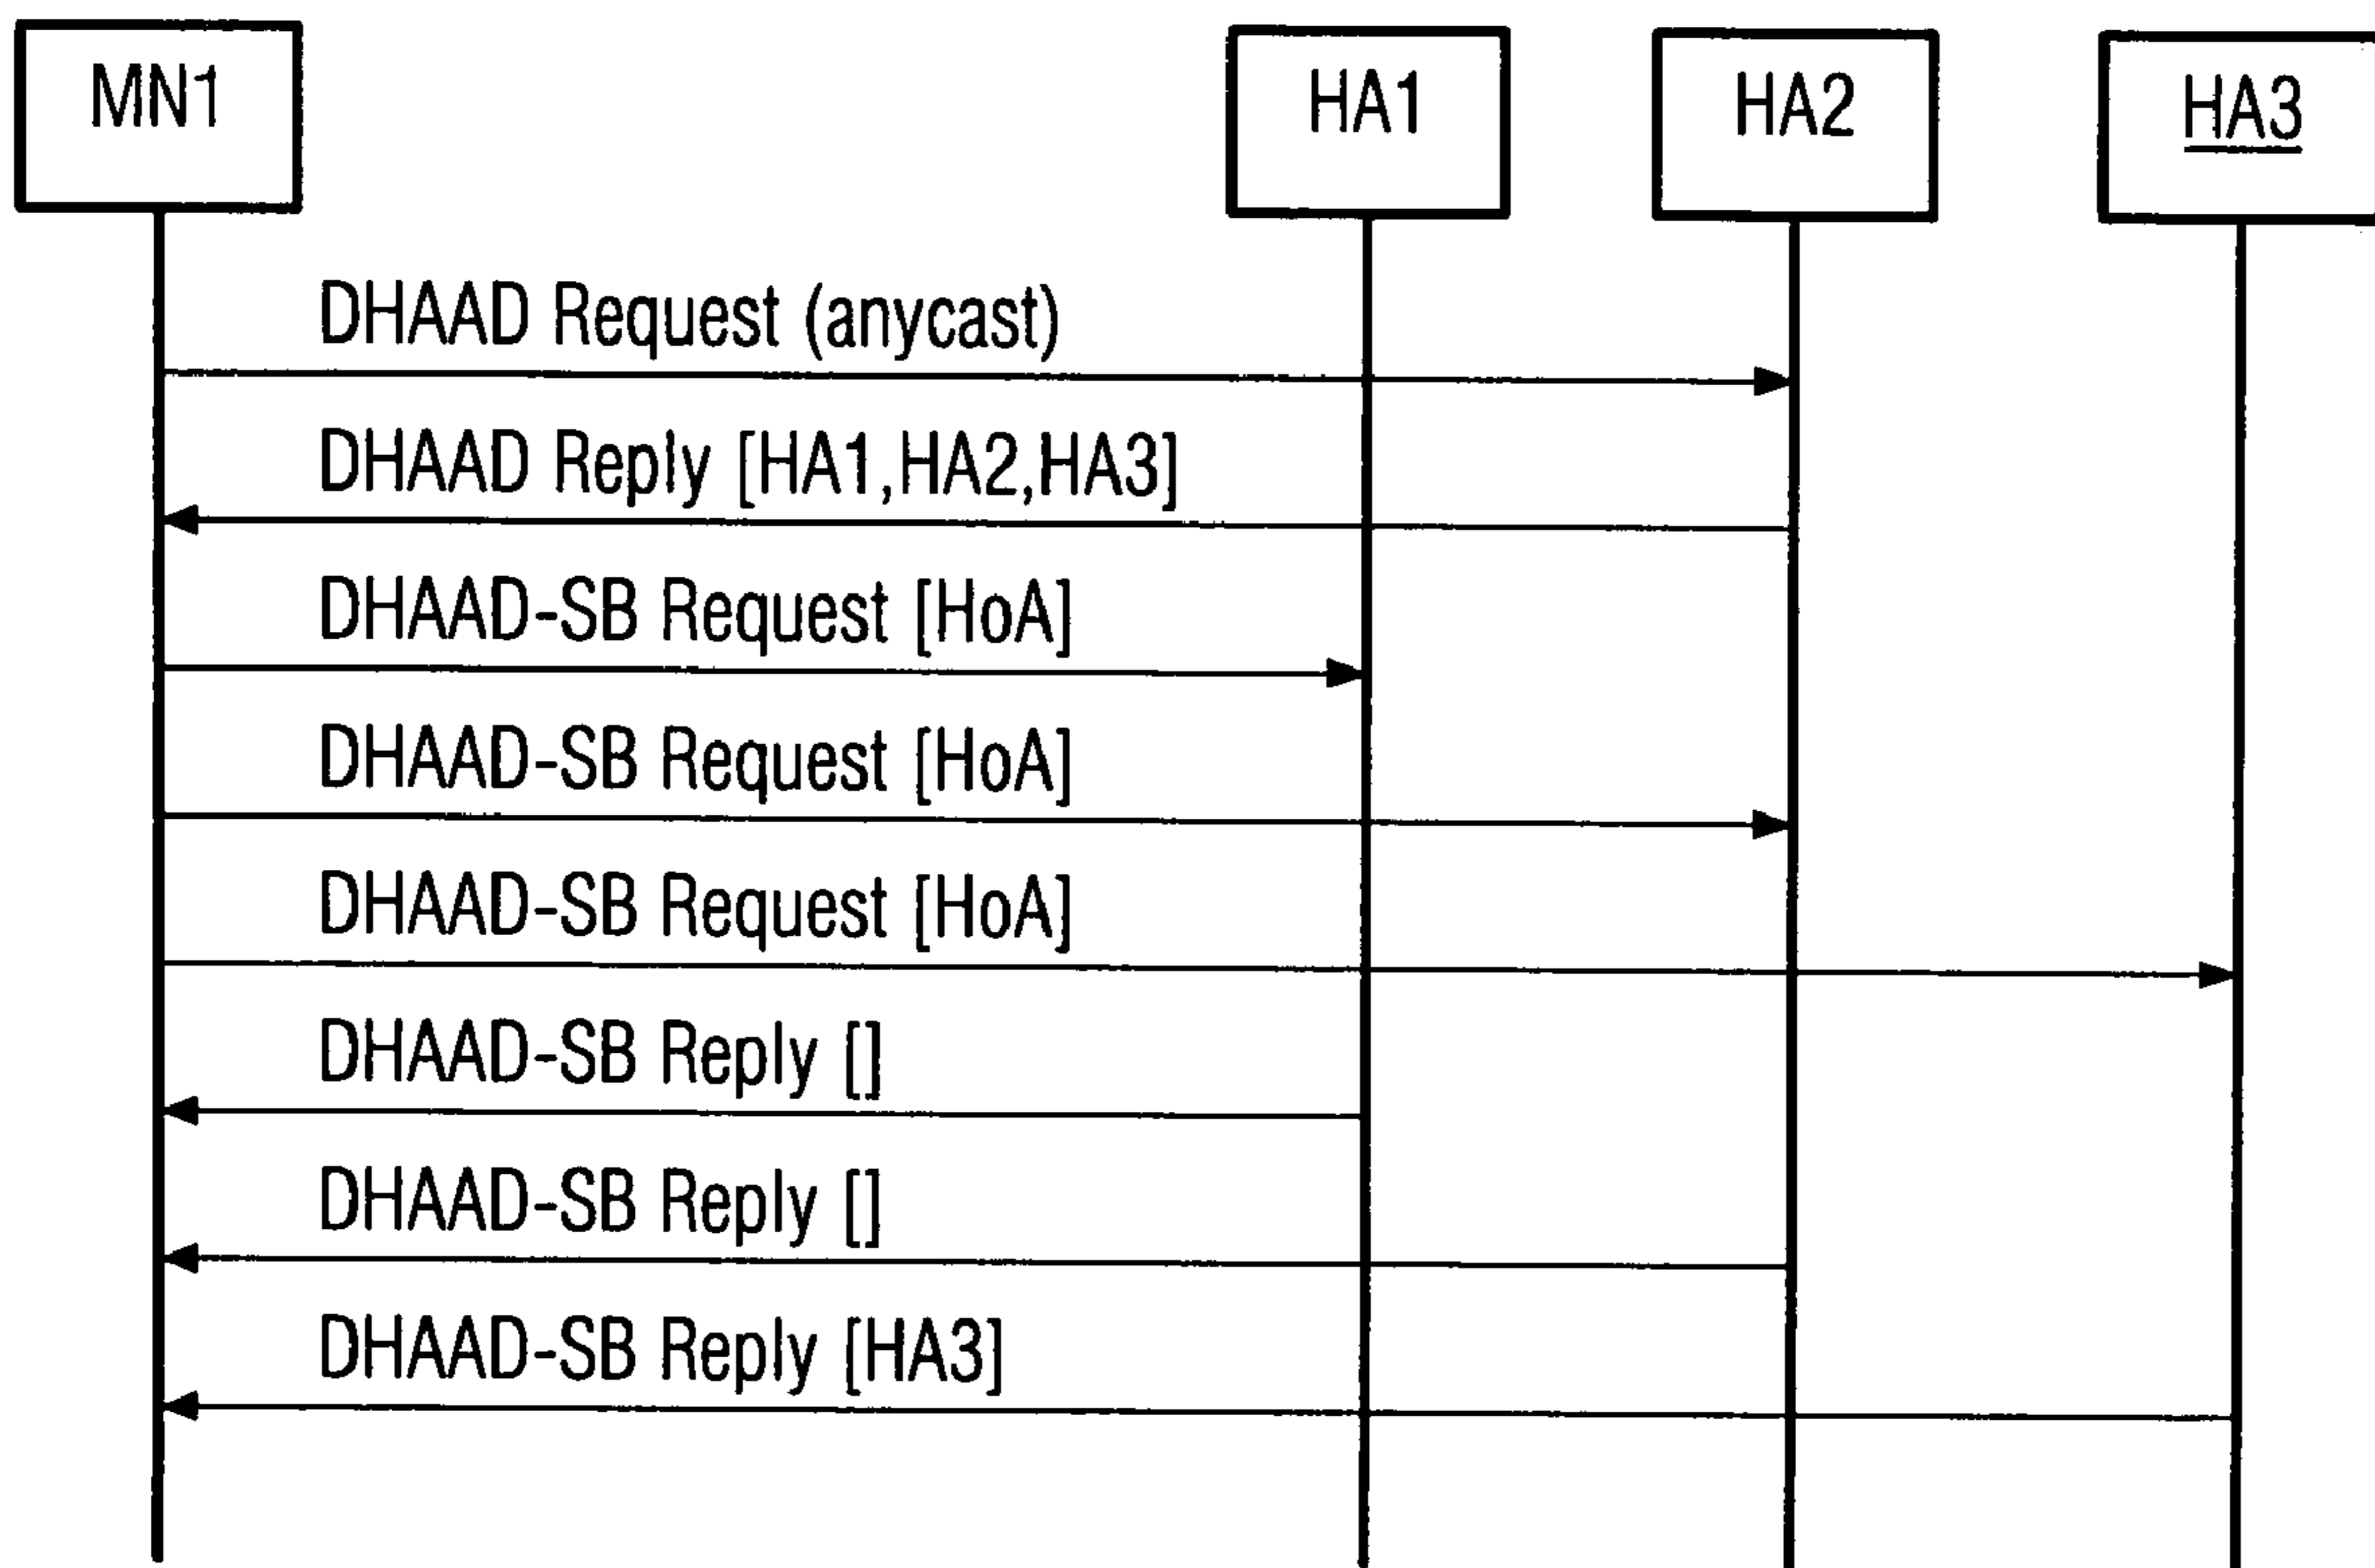 MN1
HA1
HA2
HA3
DHAAD Request (anycast)
DHAAD Reply [HA1,HA2,HA3]
DHAAD-SB Request [HoA]
DHAAD-SB Request [HoA]
DHAAD-SB Request [HoA]
DHAAD-SB Reply []
DHAAD-SB Reply []
DHAAD-SB Reply [HA3]